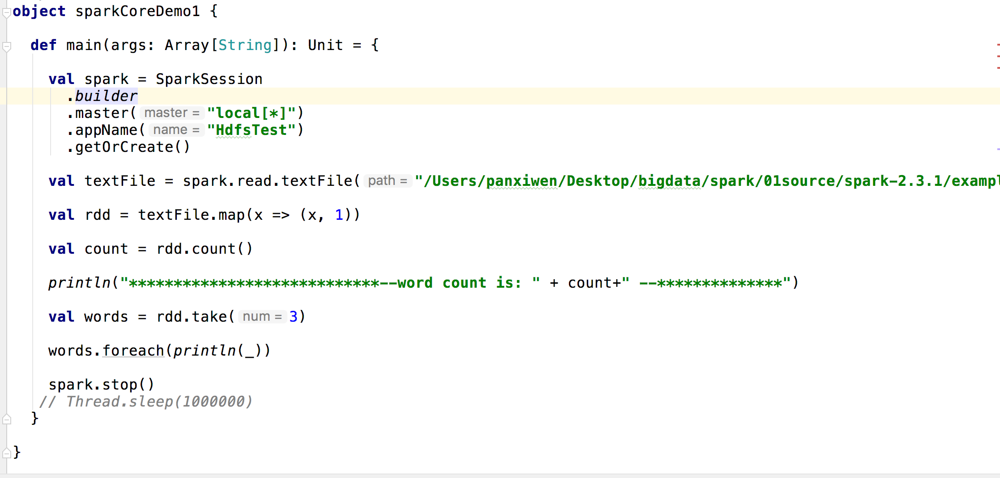 object sparkCoreDemo1 {
def main(args: Array[String]): Unit = {
val spark = SparkSession
.builder
.master( master = "local[*]")
.appName( name = "HdfsTest")
.getOrCreate()
val textFile = spark.read.textFile( path = "/Users/panxiwen/Desktop/bigdata/spark/01source/spark-2.3.1/exampl
val rdd = textFile.map(x => (x, 1))
val count = rdd.count()
println("****************************--word count is: " + count+" --**************")
val words = rdd.take( num = 3)
words.foreach(println(_))
spark.stop()
// Thread.sleep(1000000)
}
}